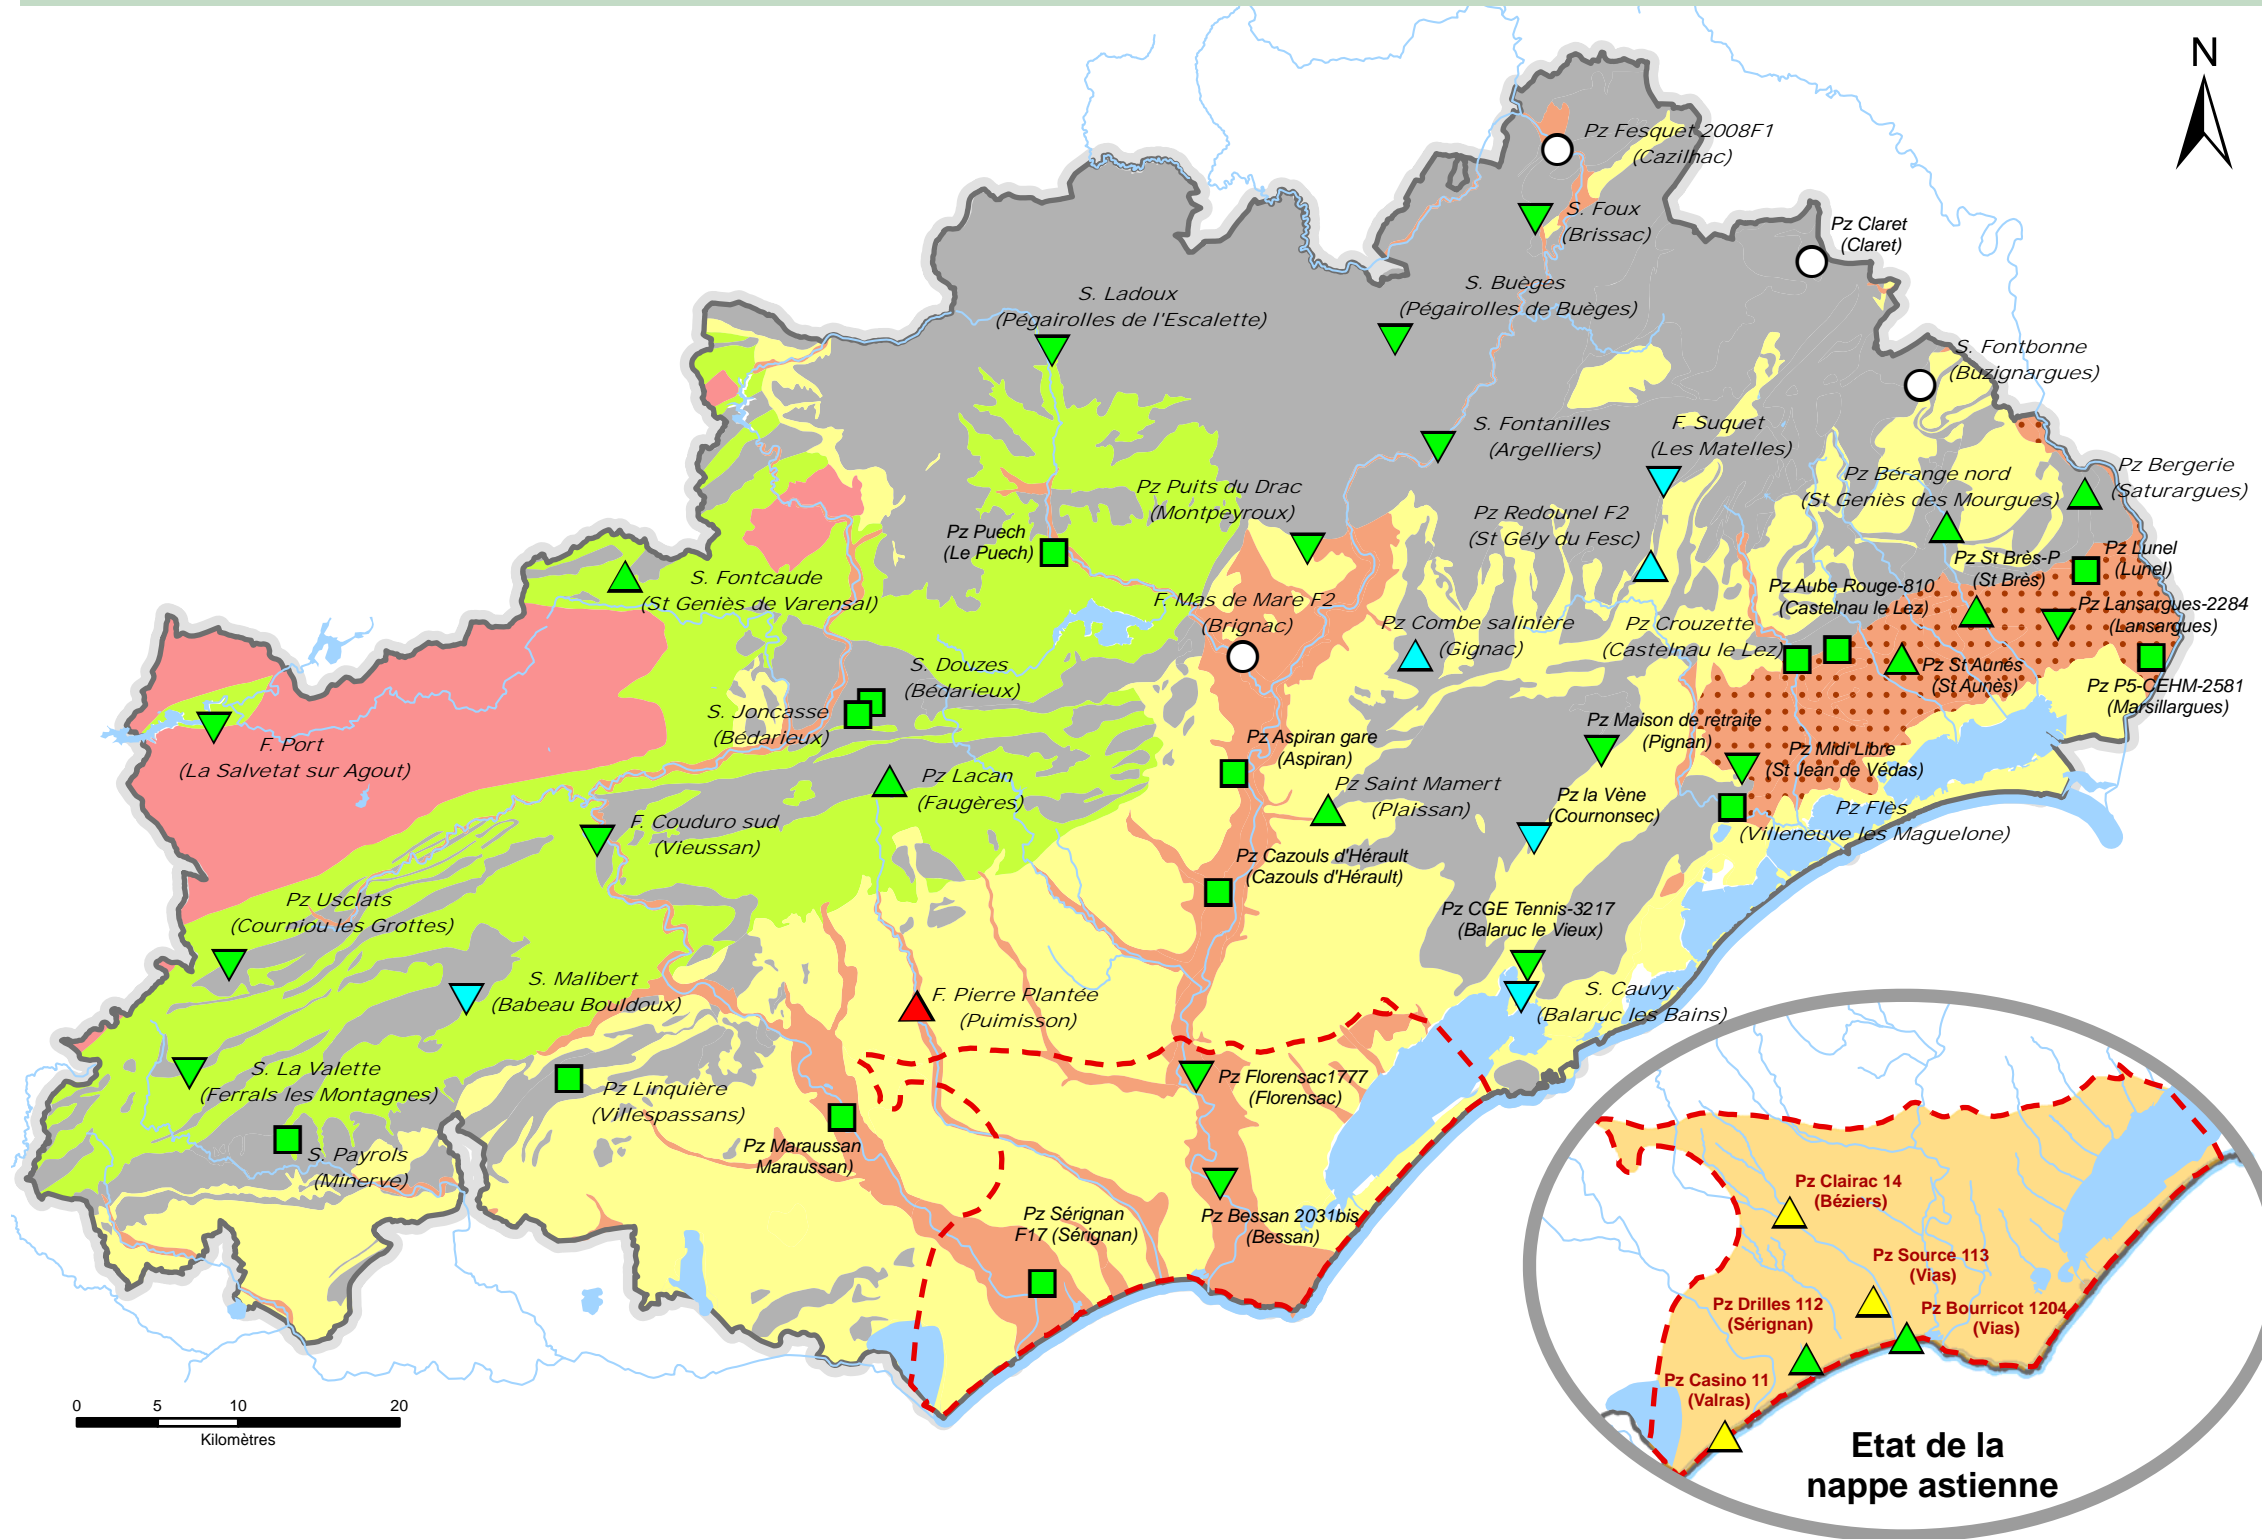 N
Pz Fesquet 2008F1
(Cazilhac)
S. Foux
(Brissac)
Pz Claret
(Claret)
S. Buèges
(Pégairolles de Buèges)
S. Ladoux
(Pégairolles de l'Escalette)
S. Fontbonne
(Buzignargues)
S. Fontanilles
(Argelliers)
F. Suquet
(Les Matelles)
Pz Bérange nord
(St Geniès des Mourgues)
Pz Bergerie
(Saturargues)
Pz Puits du Drac
(Montpeyroux)
Pz Redounel F2
(St Gély du Fesc)
Pz Puech
(Le Puech)
Pz St Brès-P
(St Brès)
Pz Lunel
(Lunel)
S. Fontcaude
(St Geniès de Varensal)
Pz Aube Rouge-810
(Castelnau le Lez)
F. Mas de Mare F2
(Brignac)
Pz Lansargues-2284
(Lansargues)
Pz Combe salinière
(Gignac)
Pz Crouzette
(Castelnau le Lez)
S. Douzes
(Bédarieux)
Pz St Aunés
(St Aunès)
Pz P5-CEHM-2581
(Marsillargues)
S. Joncasse
(Bédarieux)
Pz Maison de retraite
(Pignan)
F. Port
(La Salvetat sur Agout)
Pz Aspiran gare
(Aspiran)
Pz Midi Libre
(St Jean de Védas)
Pz Lacan
(Faugères)
Pz Saint Mamert
(Plaissan)
Pz la Vène
(Cournonsec)
Pz Flès
(Villeneuve les Maguelone)
F. Couduro sud
(Vieussan)
Pz Cazouls d'Hérault
(Cazouls d'Hérault)
Pz Usclats
(Courniou les Grottes)
Pz CGE Tennis-3217
(Balaruc le Vieux)
S. Malibert
(Babeau Bouldoux)
F. Pierre Plantée
(Puimisson)
S. Cauvy
(Balaruc les Bains)
S. La Valette
(Ferrals les Montagnes)
Pz Linquière
(Villespassans)
Pz Florensac1777
(Florensac)
S. Payrols
(Minerve)
Pz Maraussan
Maraussan)
Pz Sérignan
F17 (Sérignan)
Pz Bessan 2031bis
(Bessan)
Pz Clairac 14
(Béziers)
Pz Source 113
(Vias)
Pz Drilles 112
(Sérignan)
Pz Bourricot 1204
(Vias)
Pz Casino 11
(Valras)
Etat de la
nappe astienne
0 5 10 20
Kilomètres